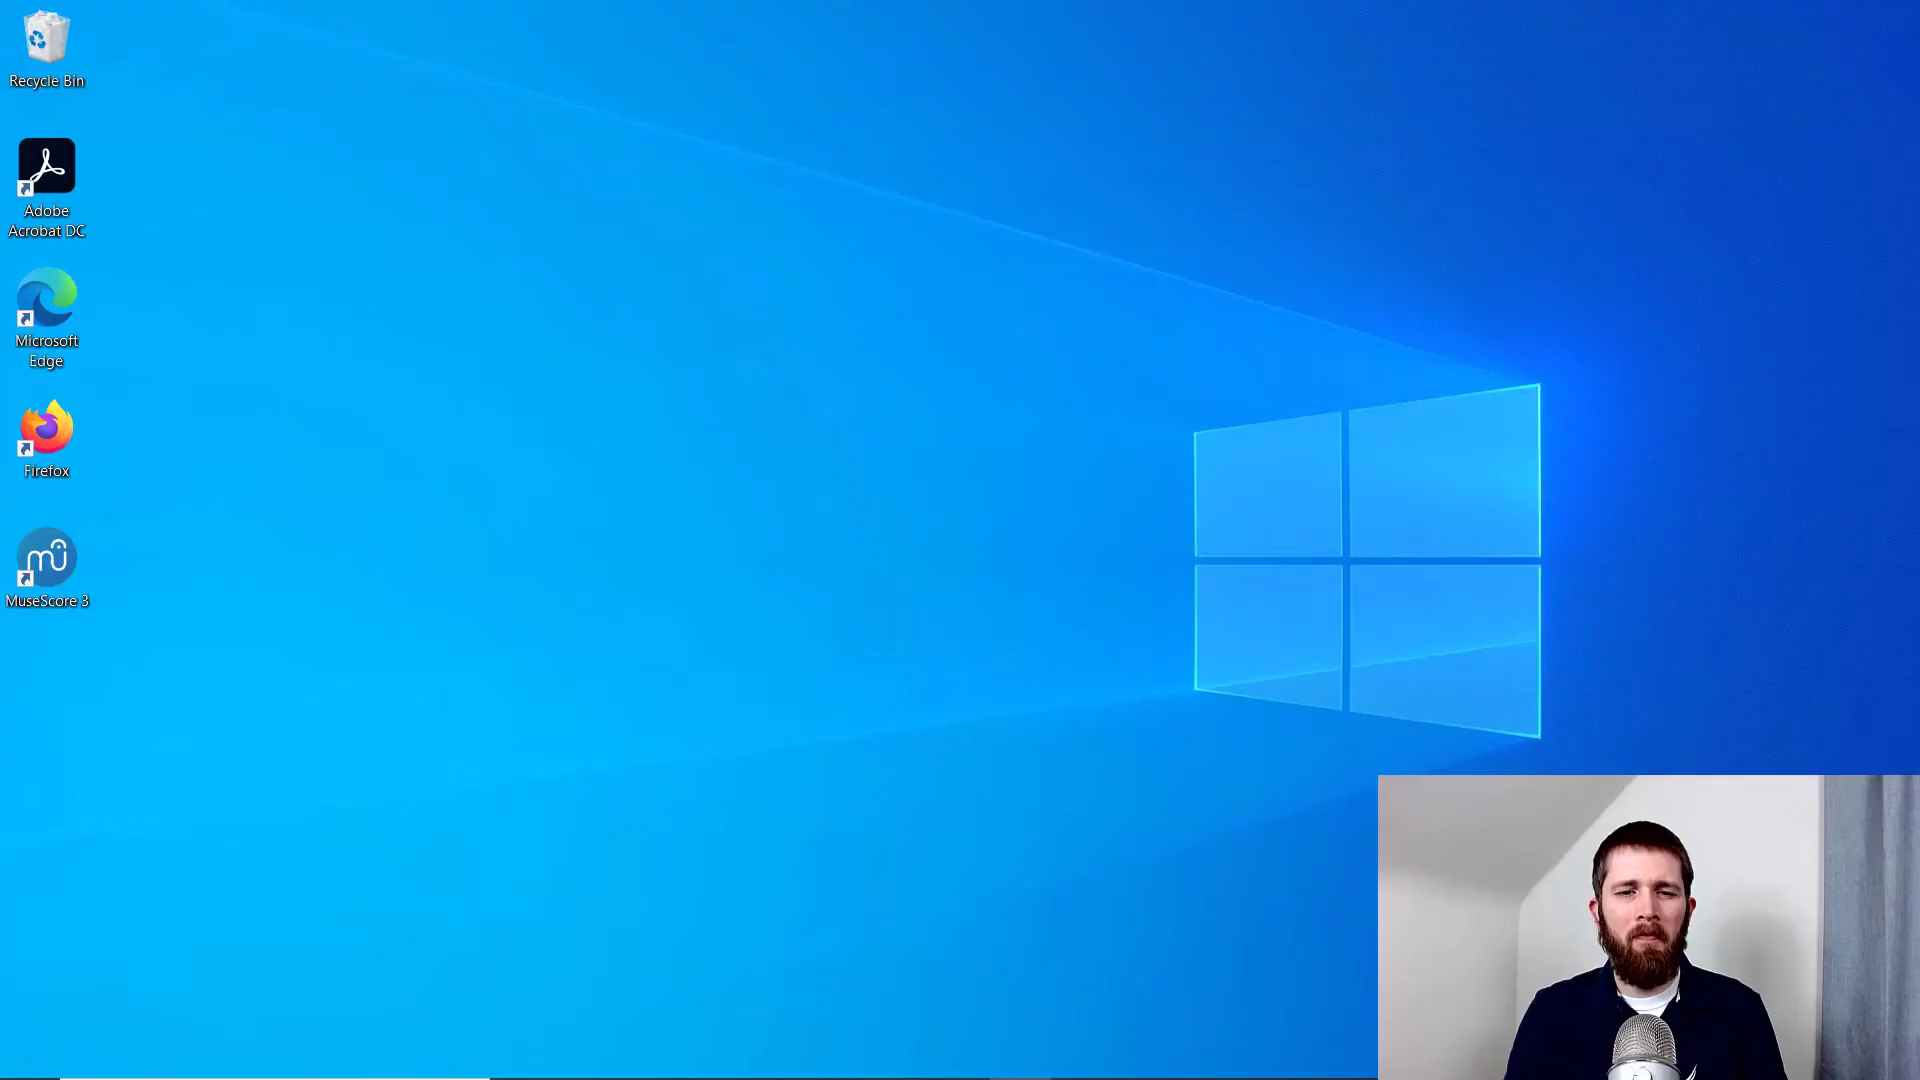 Recycle Bin
Adobe
Acrobat DC
Microsoft
Edge
Firefox
MuseScore 3